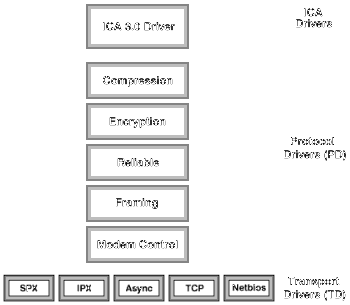 ICA 3.0 Driver
ICA
Drivers
Compression
Encryption
Reliable
Protocol
Drivers (PD)
Framing
Modem Control
SPX
IPX
Async
TCP
Netbios
Transport
Drivers (TD)